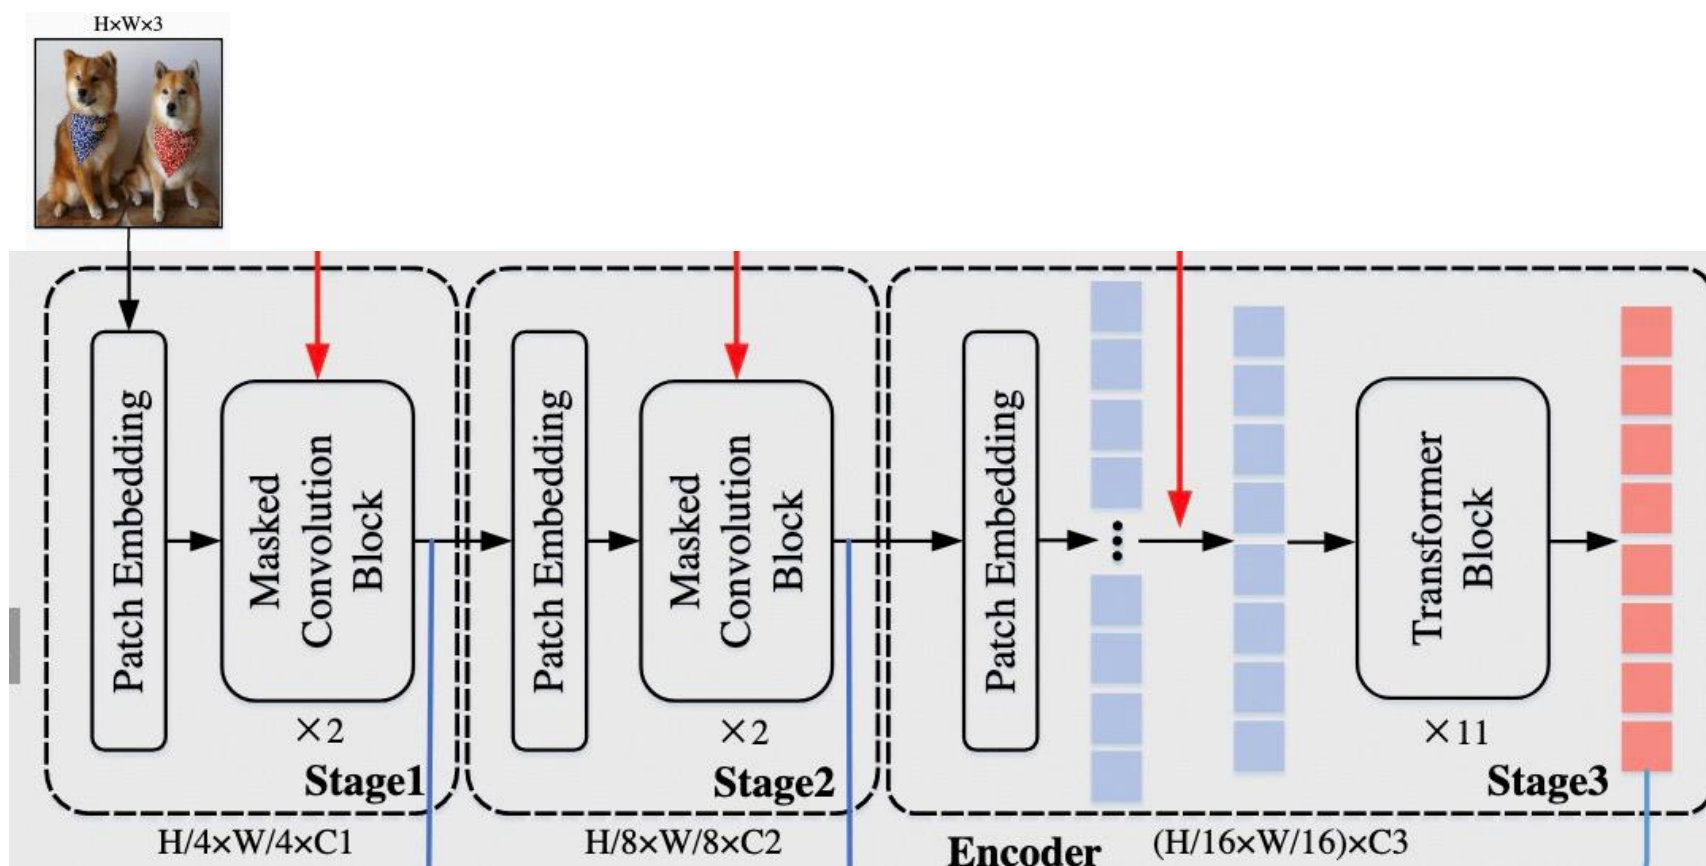 H×W×3
Patch Embedding
Masked
Convolution
Block
×2
Stage1
H/4×W/4×C1
Patch Embedding
Masked
Convolution
Block
×2
Stage2
H/8×W/8×C2
Patch Embedding
Transformer
Block
×11
Stage3
(H/16×W/16)×C3
Encoder